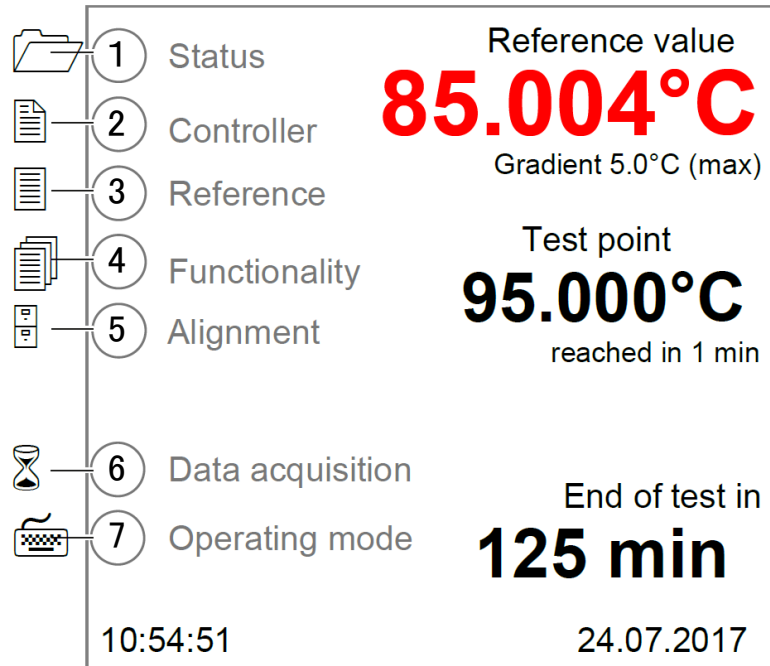 1 Status
2 Controller
3 Reference
4 Functionality
5 Alignment
6 Data acquisition
7 Operating mode
Reference value
85.004°C
Gradient 5.0°C (max)
Test point
95.000°C
reached in 1 min
End of test in
125 min
10:54:51
24.07.2017